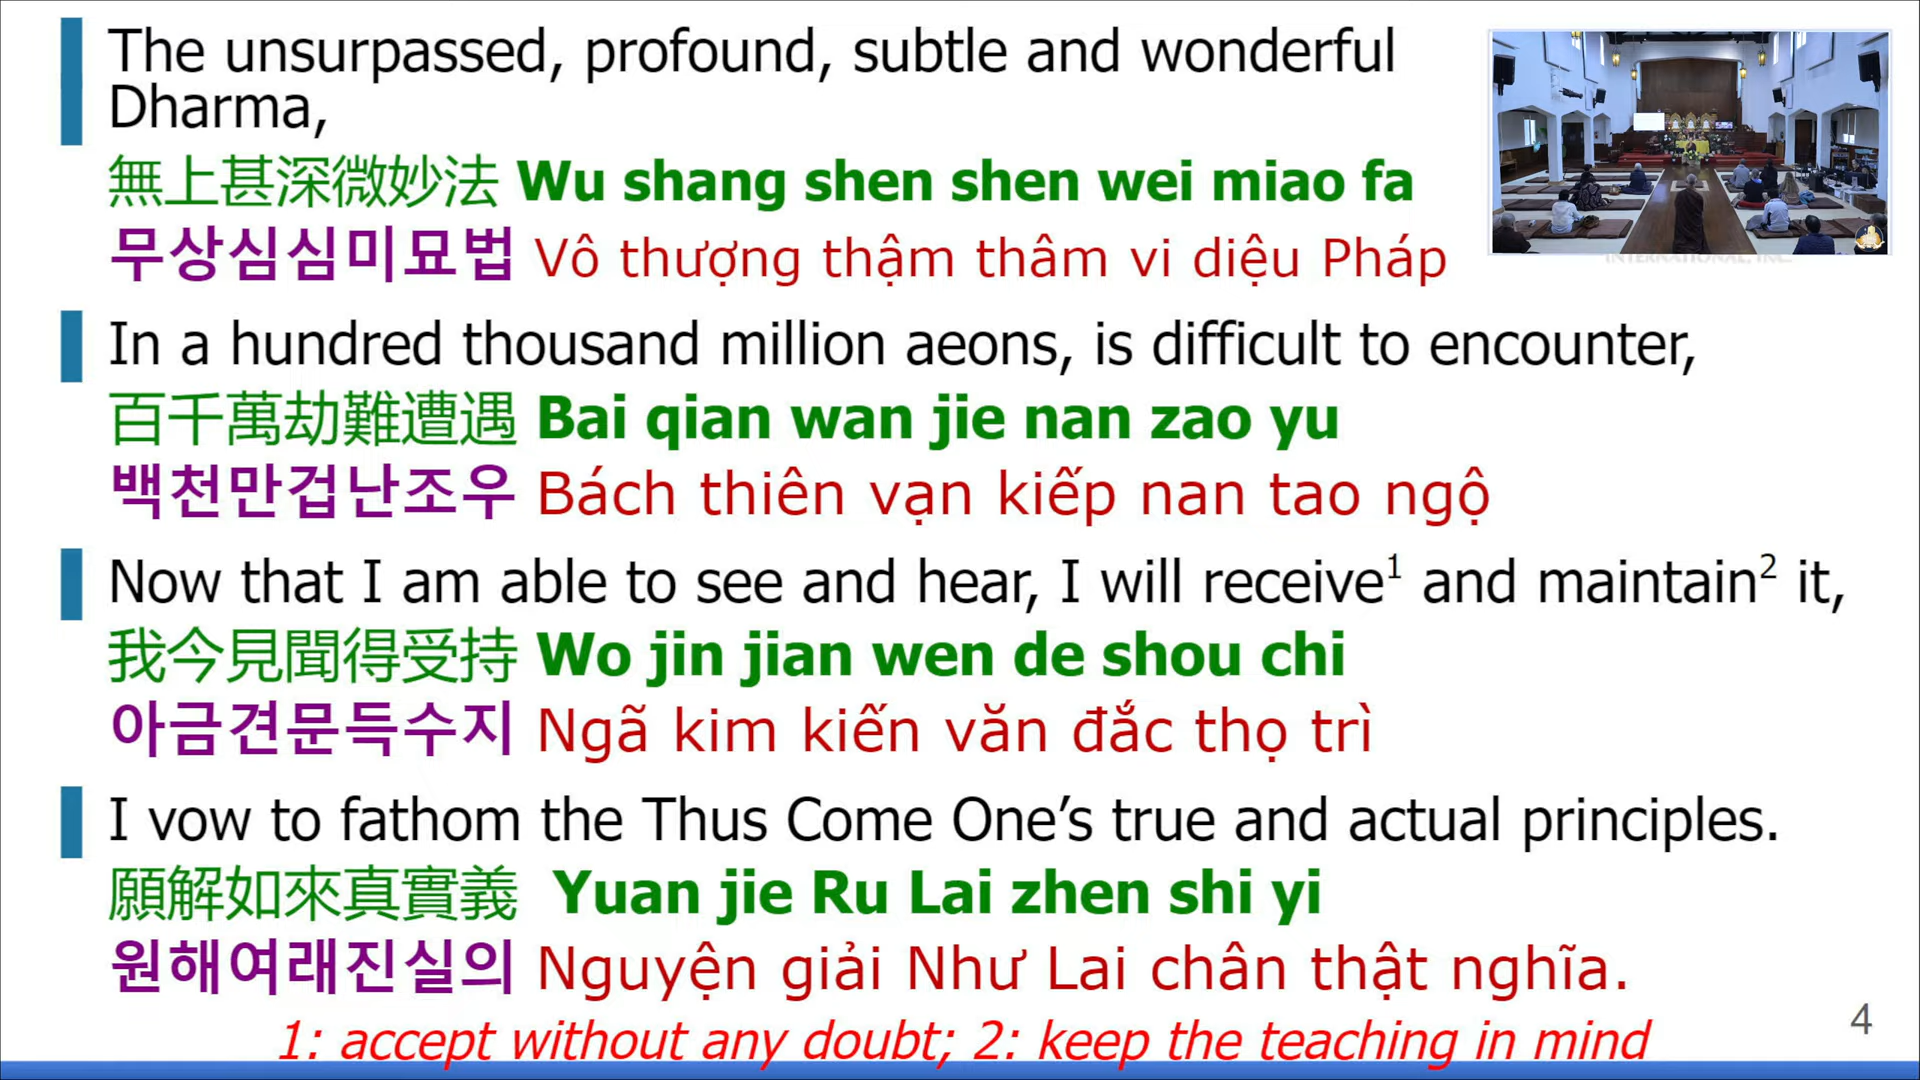 The unsurpassed, profound, subtle and wonderful
Dharma,
無上甚深微妙法 Wu shang shen shen wei miao fa
무상심심미묘법 Vô thượng thậm thâm vi diệu Pháp
In a hundred thousand million aeons, is difficult to encounter,
百千萬劫難遭遇 Bai qian wan jie nan zao yu
백천만겁난조우 Bách thiên vạn kiếp nan tao ngộ
Now that I am able to see and hear, I will receive¹ and maintain² it,
我今見聞得受持 Wo jin jian wen de shou chi
아금견문득수지 Ngã kim kiến văn đắc thọ trì
I vow to fathom the Thus Come One’s true and actual principles.
願解如來真實義 Yuan jie Ru Lai zhen shi yi
원해여래진실의 Nguyện giải Như Lai chân thật nghĩa.
1: accept without any doubt; 2: keep the teaching in mind
4
INTERNATIONAL, INC.